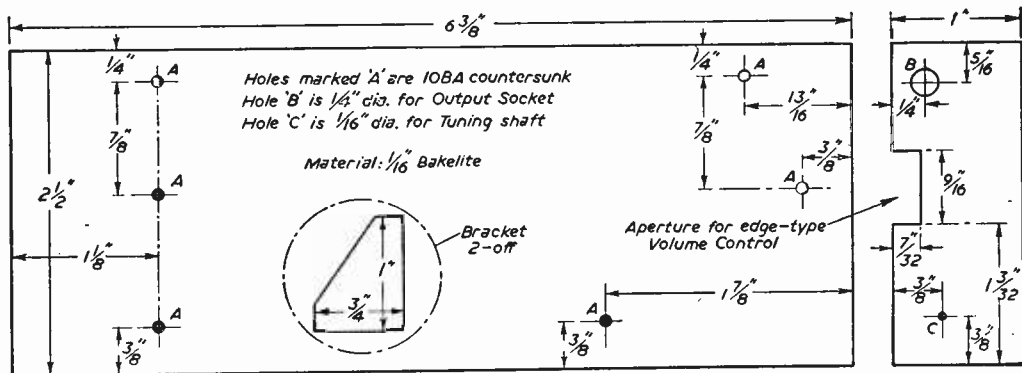 6 3/8"
1"
1/4"
A
Holes marked 'A' are 10BA countersunk
Hole 'B' is 1/4" dia. for Output Socket
Hole 'C' is 1/16" dia. for Tuning shaft
Material: 1/16" Bakelite
7/8"
2 1/2"
A
1 1/8"
A
3/8"
Bracket
2-off
1"
3/4"
1/4"
A
13/16"
7/8"
3/8"
A
Aperture for edge-type
Volume Control
1 7/8"
A
3/8"
B
5/16"
1/4"
9/16"
7/32"
3/8"
1 3/32"
C
3/8"